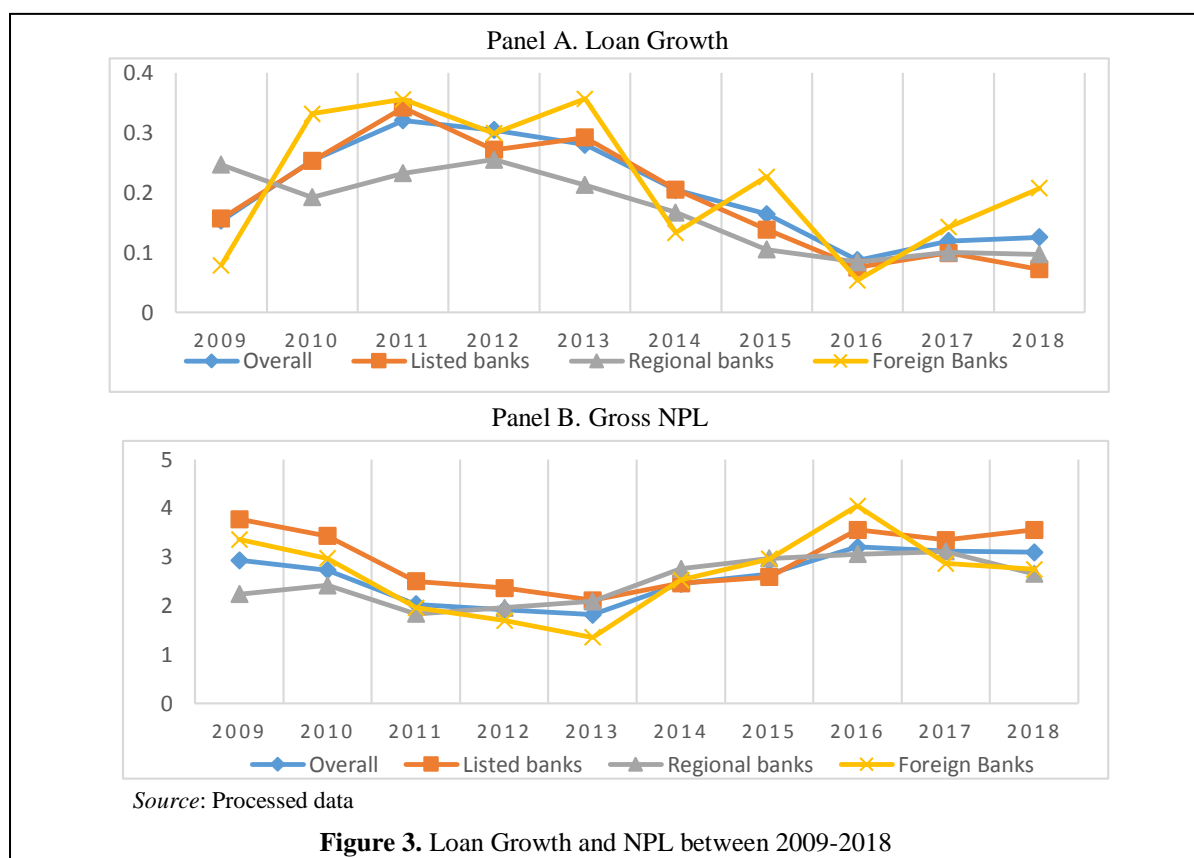 Panel A. Loan Growth
0.4
0.3
0.2
0.1
0
2009 2010 2011 2012 2013 2014 2015 2016 2017 2018
Overall Listed banks Regional banks Foreign Banks
Panel B. Gross NPL
5
4
3
2
1
0
2009 2010 2011 2012 2013 2014 2015 2016 2017 2018
Overall Listed banks Regional banks Foreign Banks
Source: Processed data
Figure 3. Loan Growth and NPL between 2009-2018